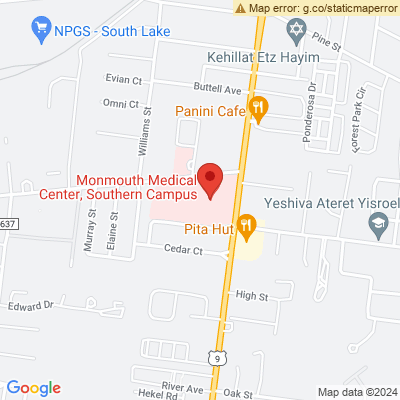 Map error: g.co/staticmaperror
NPGS - South Lake
Kehillat Etz Hayim
Pine St
Evian Ct
Buttell Ave
Omni Ct
Panini Cafe
Ponderosa Dr
Forest Park Cir
Williams St
Monmouth Medical
Center, Southern Campus
Yeshiva Ateret Yisroel
637
Murray St
Elaine St
Pita Hut
Cedar Ct
High St
Edward Dr
9
Google
River Ave
Hekel Rd
Oak St
Map data ©2024